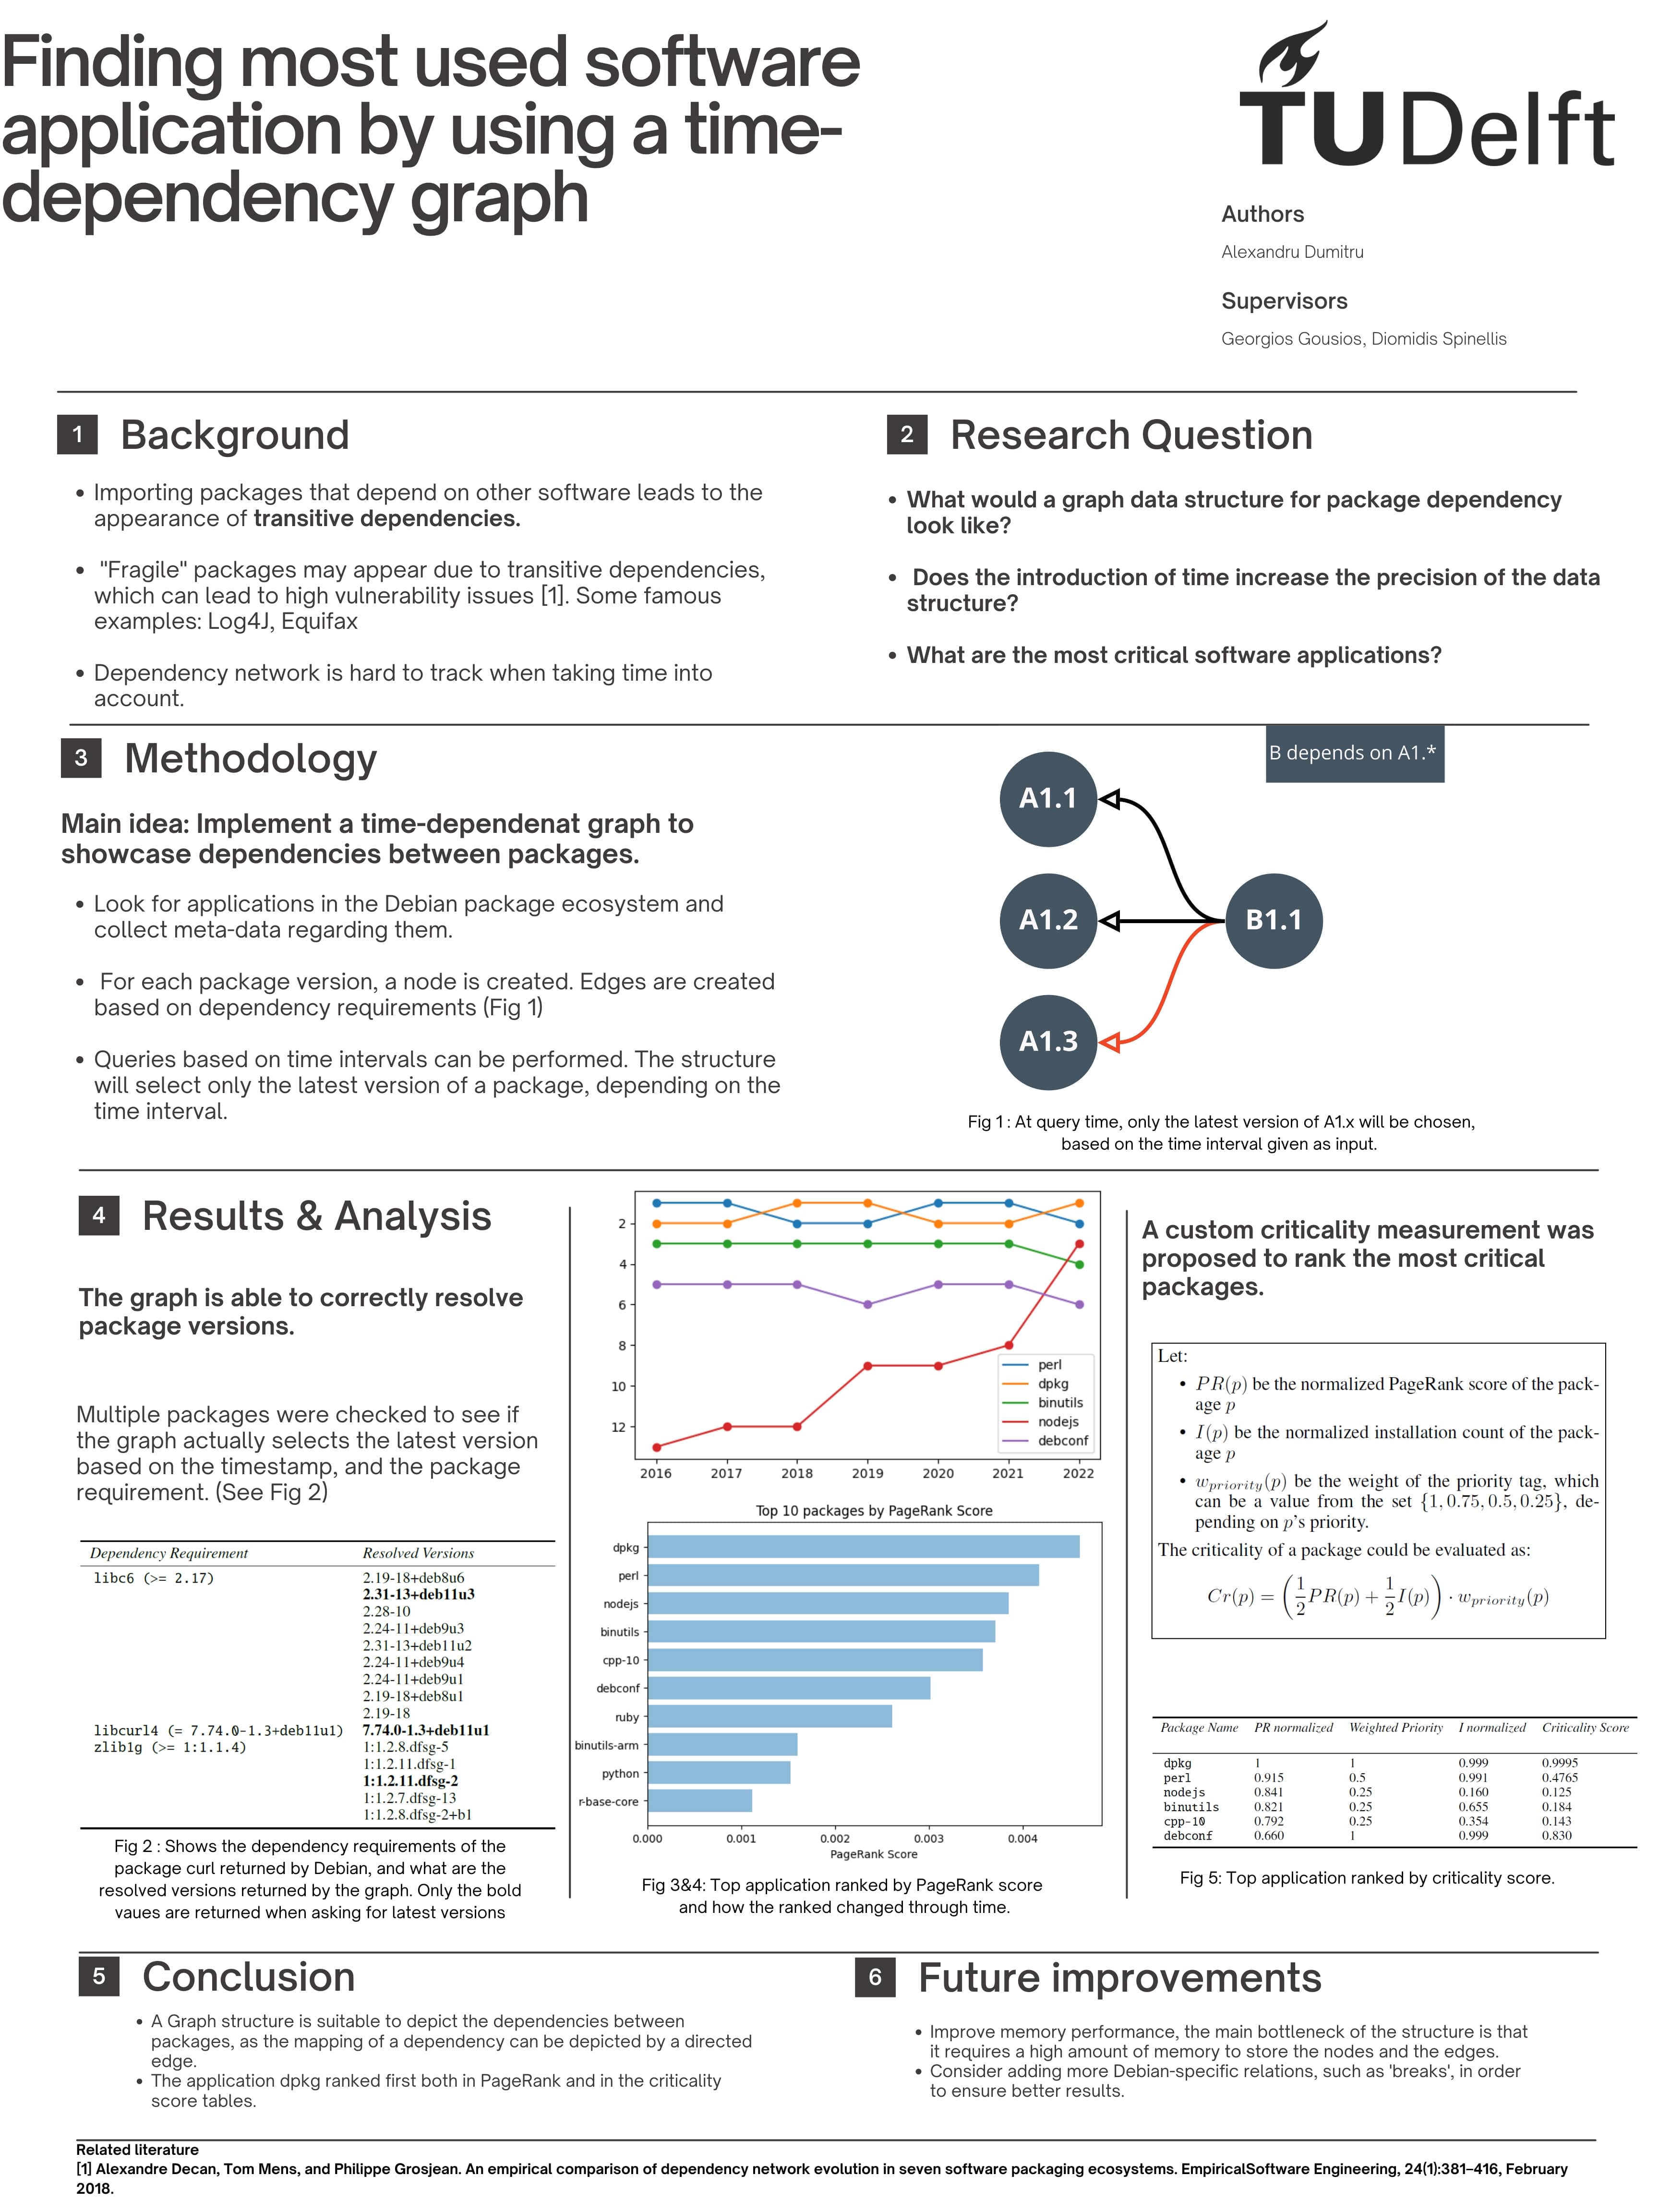 Finding most used software
application by using a time-
dependency graph
TUDelft
Authors
Alexandru Dumitru
Supervisors
Georgios Gousios, Diomidis Spinellis
1 Background
• Importing packages that depend on other software leads to the
appearance of transitive dependencies.
• "Fragile" packages may appear due to transitive dependencies,
which can lead to high vulnerability issues [1]. Some famous
examples: Log4J, Equifax
• Dependency network is hard to track when taking time into
account.
2 Research Question
• What would a graph data structure for package dependency
look like?
• Does the introduction of time increase the precision of the data
structure?
• What are the most critical software applications?
3 Methodology
Main idea: Implement a time-dependenat graph to
showcase dependencies between packages.
• Look for applications in the Debian package ecosystem and
collect meta-data regarding them.
• For each package version, a node is created. Edges are created
based on dependency requirements (Fig 1)
• Queries based on time intervals can be performed. The structure
will select only the latest version of a package, depending on the
time interval.
B depends on A1.*
A1.1
A1.2
B1.1
A1.3
Fig 1 : At query time, only the latest version of A1.x will be chosen,
based on the time interval given as input.
4 Results & Analysis
The graph is able to correctly resolve
package versions.
Multiple packages were checked to see if
the graph actually selects the latest version
based on the timestamp, and the package
requirement. (See Fig 2)
Dependency Requirement Resolved Versions
libc6 (>= 2.17) 2.19-18+deb8u6
2.31-13+deb11u3
2.28-10
2.24-11+deb9u3
2.31-13+deb11u2
2.24-11+deb9u4
2.24-11+deb9u1
2.19-18+deb8u1
2.19-18
libcurl4 (= 7.74.0-1.3+deb11u1) 7.74.0-1.3+deb11u1
zlib1g (>= 1:1.1.4) 1:1.2.8.dfsg-5
1:1.2.11.dfsg-1
1:1.2.11.dfsg-2
1:1.2.7.dfsg-13
1:1.2.8.dfsg-2+b1
Fig 2 : Shows the dependency requirements of the
package curl returned by Debian, and what are the
resolved versions returned by the graph. Only the bold
vaues are returned when asking for latest versions
2
4
6
8
10
12
perl
dpkg
binutils
nodejs
debconf
2016 2017 2018 2019 2020 2021 2022
Top 10 packages by PageRank Score
dpkg
perl
nodejs
binutils
cpp-10
debconf
ruby
binutils-arm
python
r-base-core
0.000 0.001 0.002 0.003 0.004
PageRank Score
Fig 3&4: Top application ranked by PageRank score
and how the ranked changed through time.
A custom criticality measurement was
proposed to rank the most critical
packages.
Let:
• PR(p) be the normalized PageRank score of the pack-
age p
• I(p) be the normalized installation count of the pack-
age p
• w_priority(p) be the weight of the priority tag, which
can be a value from the set {1, 0.75, 0.5, 0.25}, de-
pending on p's priority.
The criticality of a package could be evaluated as:
Cr(p) = (1/2 PR(p) + 1/2 I(p)) · w_priority(p)
Package Name PR normalized Weighted Priority I normalized Criticality Score
dpkg 1 1 0.999 0.9995
perl 0.915 0.5 0.991 0.4765
nodejs 0.841 0.25 0.160 0.125
binutils 0.821 0.25 0.655 0.184
cpp-10 0.792 0.25 0.354 0.143
debconf 0.660 1 0.999 0.830
Fig 5: Top application ranked by criticality score.
5 Conclusion
• A Graph structure is suitable to depict the dependencies between
packages, as the mapping of a dependency can be depicted by a directed
edge.
• The application dpkg ranked first both in PageRank and in the criticality
score tables.
6 Future improvements
• Improve memory performance, the main bottleneck of the structure is that
it requires a high amount of memory to store the nodes and the edges.
• Consider adding more Debian-specific relations, such as 'breaks', in order
to ensure better results.
Related literature
[1] Alexandre Decan, Tom Mens, and Philippe Grosjean. An empirical comparison of dependency network evolution in seven software packaging ecosystems. EmpiricalSoftware Engineering, 24(1):381–416, February
2018.